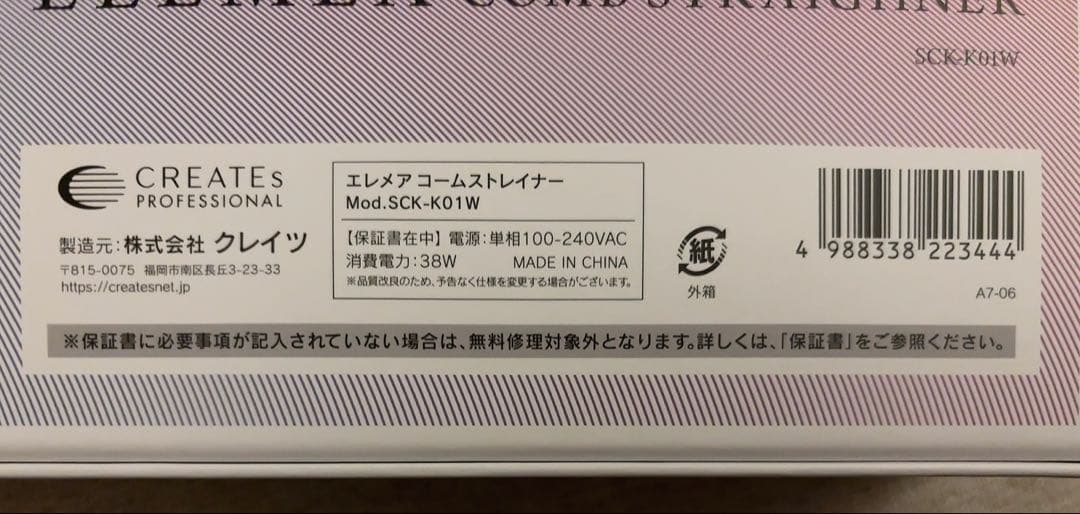 ELEMEA COMB STRAIGHTNER
SCK-K01W
CREATEs
PROFESSIONAL
製造元：株式会社 クレイツ
〒815-0075 福岡市南区長丘3-23-33
https://createsnet.jp
エレメア コームストレイナー
Mod.SCK-K01W
【保証書在中】 電源：単相100-240VAC
消費電力：38W MADE IN CHINA
※品質改良のため、予告なく仕様を変更する場合がございます。
紙
外箱
4 988338 223444
A7-06
※保証書に必要事項が記入されていない場合は、無料修理対象外となります。詳しくは、「保証書」をご参照ください。